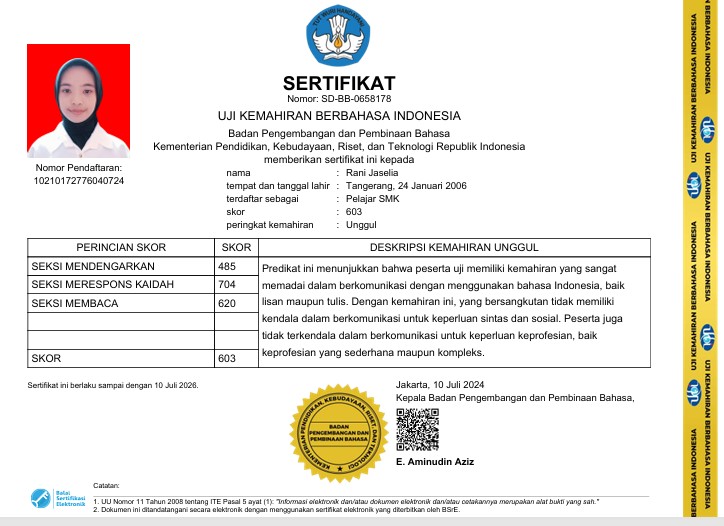 TUT WURI HANDAYANI
SERTIFIKAT
Nomor: SD-BB-0658178
UJI KEMAHIRAN BERBAHASA INDONESIA
Badan Pengembangan dan Pembinaan Bahasa
Kementerian Pendidikan, Kebudayaan, Riset, dan Teknologi Republik Indonesia
memberikan sertifikat ini kepada
Nomor Pendaftaran:
10210172776040724
nama : Rani Jaselia
tempat dan tanggal lahir : Tangerang, 24 Januari 2006
terdaftar sebagai : Pelajar SMK
skor : 603
peringkat kemahiran : Unggul
PERINCIAN SKOR SKOR DESKRIPSI KEMAHIRAN UNGGUL
SEKSI MENDENGARKAN 485
SEKSI MERESPONS KAIDAH 704
SEKSI MEMBACA 620
SKOR 603
Predikat ini menunjukkan bahwa peserta uji memiliki kemahiran yang sangat
memadai dalam berkomunikasi dengan menggunakan bahasa Indonesia, baik
lisan maupun tulis. Dengan kemahiran ini, yang bersangkutan tidak memiliki
kendala dalam berkomunikasi untuk keperluan sintas dan sosial. Peserta juga
tidak terkendala dalam berkomunikasi untuk keperluan keprofesian, baik
keprofesian yang sederhana maupun kompleks.
Sertifikat ini berlaku sampai dengan 10 Juli 2026.
Jakarta, 10 Juli 2024
Kepala Badan Pengembangan dan Pembinaan Bahasa,
KEMENTERIAN PENDIDIKAN, KEBUDAYAAN, RISET, DAN TEKNOLOGI
BADAN
PENGEMBANGAN DAN
PEMBINAAN BAHASA
E. Aminudin Aziz
Balai
Sertifikasi
Elektronik
Catatan:
1. UU Nomor 11 Tahun 2008 tentang ITE Pasal 5 ayat (1): "Informasi elektronik dan/atau dokumen elektronik dan/atau cetakannya merupakan alat bukti yang sah."
2. Dokumen ini ditandatangani secara elektronik dengan menggunakan sertifikat elektronik yang diterbitkan oleh BSrE.
UJI KEMAHIRAN BERBAHASA INDONESIA
UJI KEMAHIRAN BERBAHASA INDONESIA
BERBAHASA INDONESIA
N BERBAHASA INDONESIA
UJI KEMAHIRAN BERBAHASA INDONESIA
UJI KEMAHIRAN BERBAHASA INDONESIA